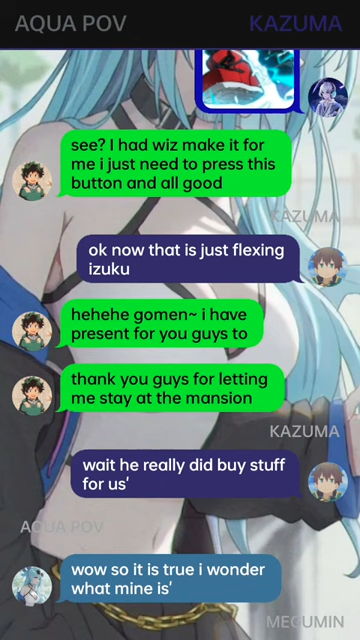 AQUA POV KAZUMA
see? I had wiz make it for
me i just need to press this
button and all good
KAZUMA
ok now that is just flexing
izuku
hehehe gomen~ i have
present for you guys to
thank you guys for letting
me stay at the mansion
KAZUMA
wait he really did buy stuff
for us'
AQUA POV
wow so it is true i wonder
what mine is'
MEGUMIN